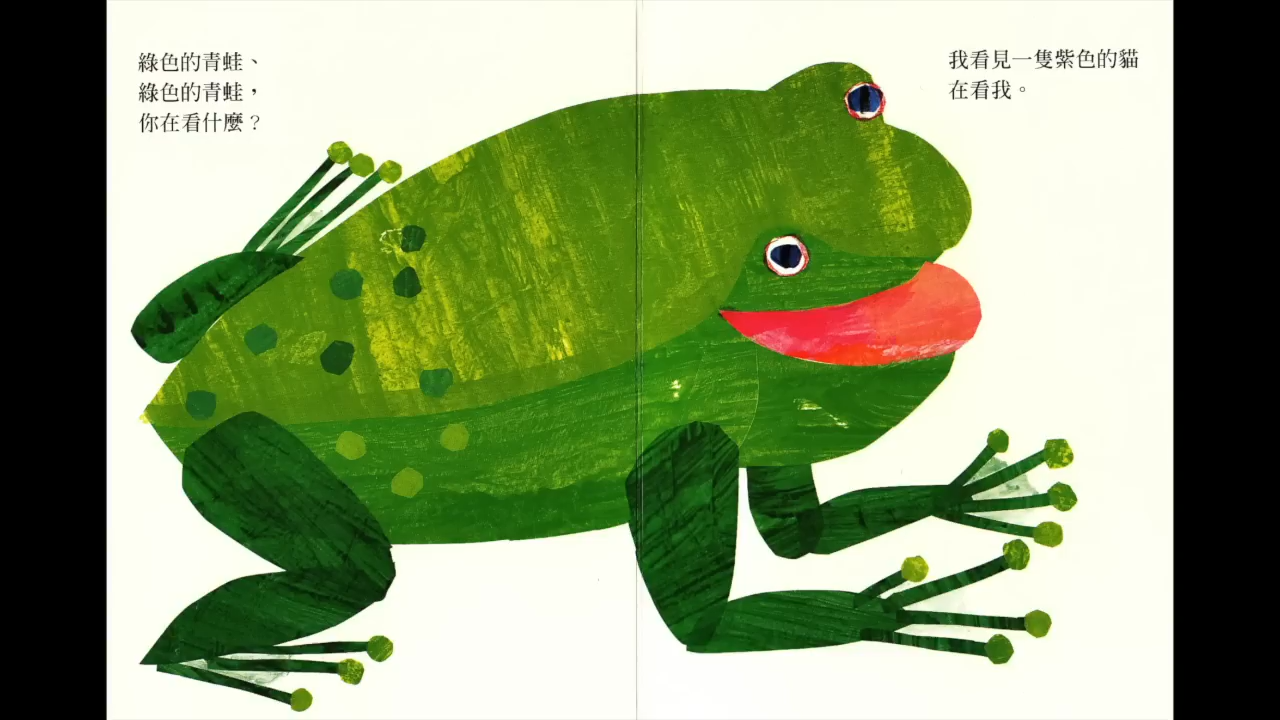 綠色的青蛙、
綠色的青蛙，
你在看什麼？
我看見一隻紫色的貓
在看我。